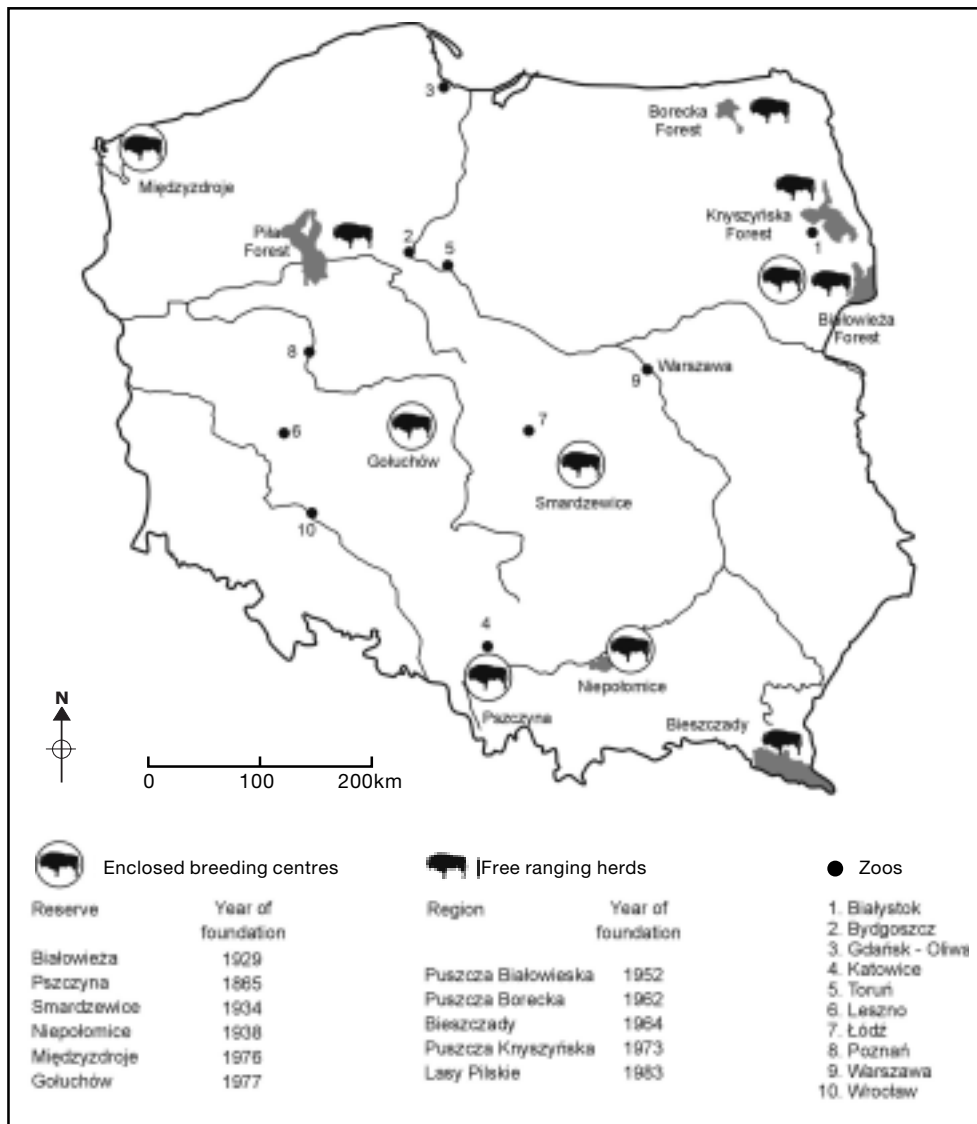 3
Borecka
Forest
Międzyzdroje
Knyszyńska
Forest
1
Piła
Forest
2
5
Białowieża
Forest
8
Warszawa
9
6
7
Gołuchów
Smardzewice
10
4
Niepołomice
Pszczyna
Bieszczady
N
0 100 200km
Enclosed breeding centres
Reserve Year of
foundation
Białowieża 1929
Pszczyna 1865
Smardzewice 1934
Niepołomice 1938
Międzyzdroje 1976
Gołuchów 1977
Free ranging herds
Region Year of
foundation
Puszcza Białowieska 1952
Puszcza Borecka 1962
Bieszczady 1964
Puszcza Knyszyńska 1973
Lasy Pilskie 1983
Zoos
1. Białystok
2. Bydgoszcz
3. Gdańsk - Oliwa
4. Katowice
5. Toruń
6. Leszno
7. Łódź
8. Poznań
9. Warszawa
10. Wrocław